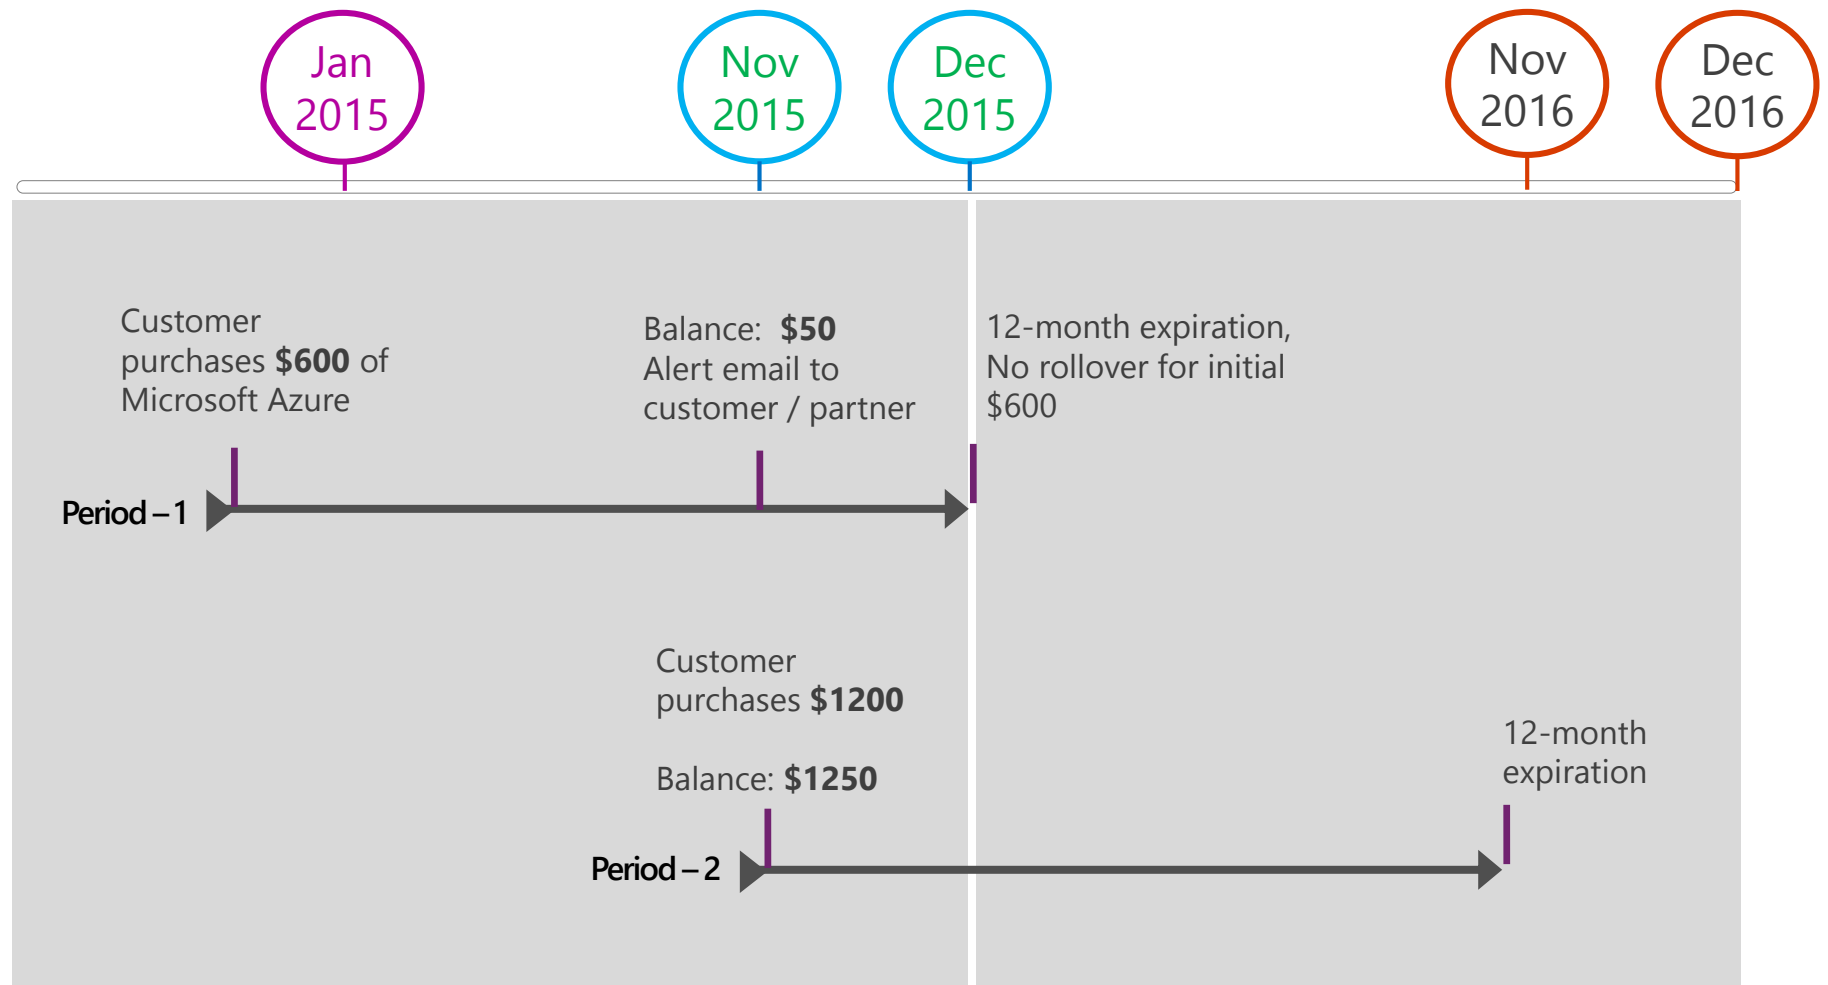 Jan
2015
Nov
2015
Dec
2015
Nov
2016
Dec
2016
Customer
purchases $600 of
Microsoft Azure
Balance:  $50
Alert email to
customer / partner
12-month expiration,
No rollover for initial
$600
Period – 1
Customer
purchases $1200
Balance: $1250
12-month
expiration
Period – 2